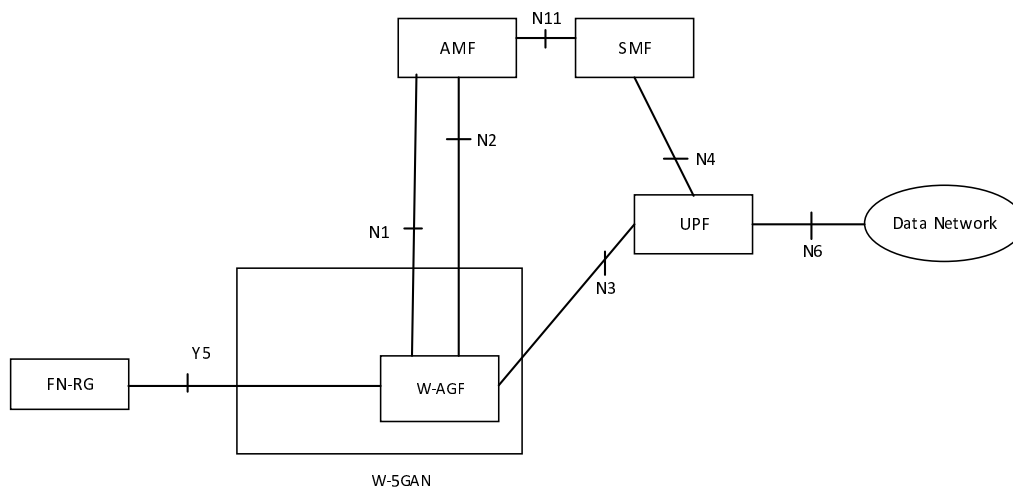 N11
AMF
SMF
N2
N4
N1
UPF
Data Network
N6
N3
Y5
FN-RG
W-AGF
W-5GAN